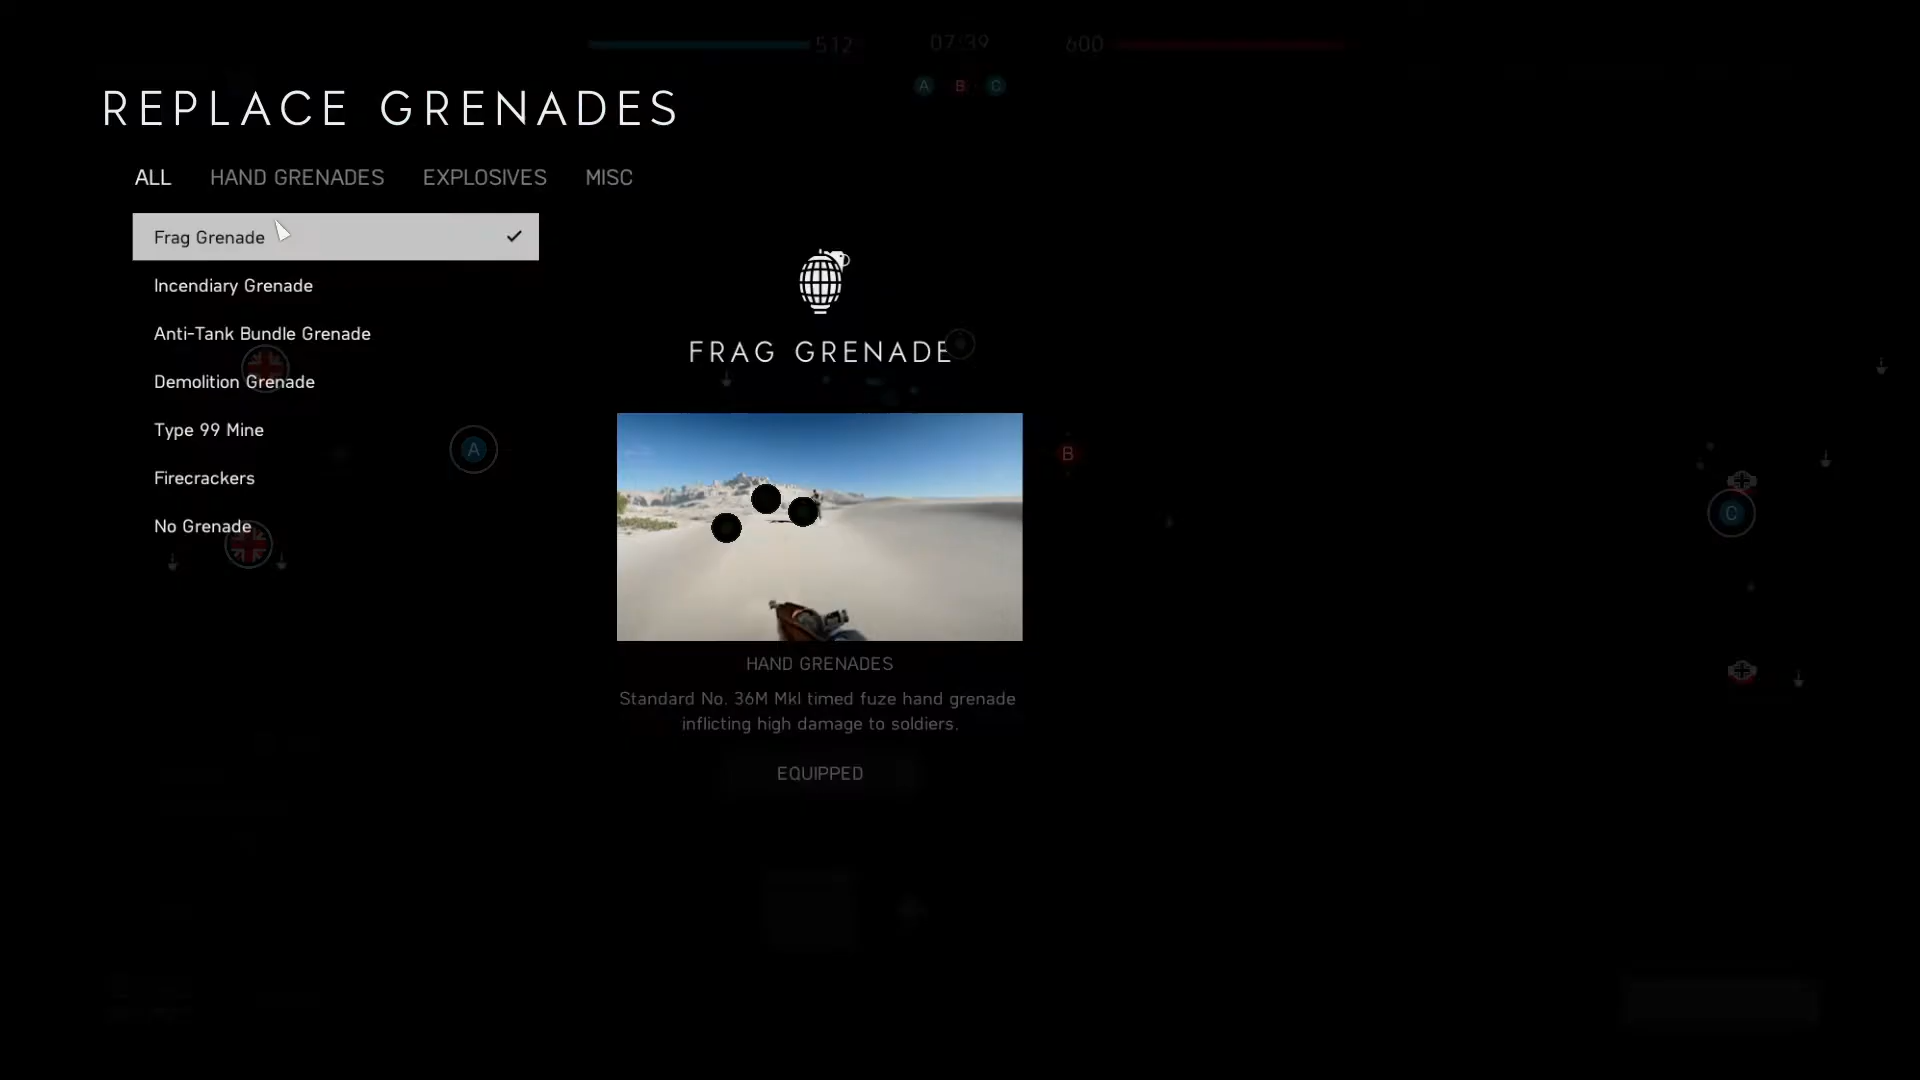 512 07:39 600
A B C
REPLACE GRENADES
ALL HAND GRENADES EXPLOSIVES MISC
Frag Grenade
Incendiary Grenade
Anti-Tank Bundle Grenade
Demolition Grenade
Type 99 Mine
Firecrackers
No Grenade
FRAG GRENADE
A
B
C
HAND GRENADES
Standard No. 36M MkI timed fuze hand grenade
inflicting high damage to soldiers.
EQUIPPED